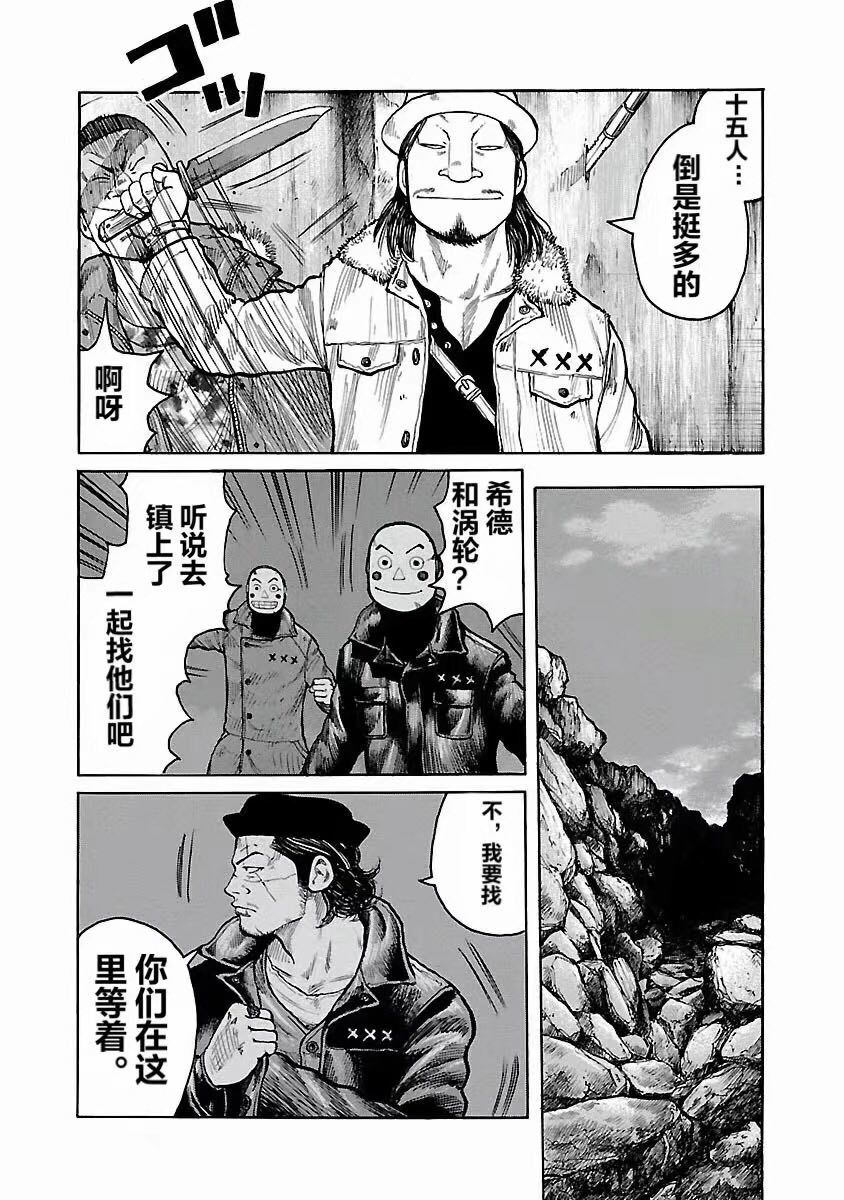 ゴッ
十五人…
倒是挺多的
啊呀
希德
和涡轮？
听说去
镇上了
一起找他们吧
不，我要找
你们在这
里等着。